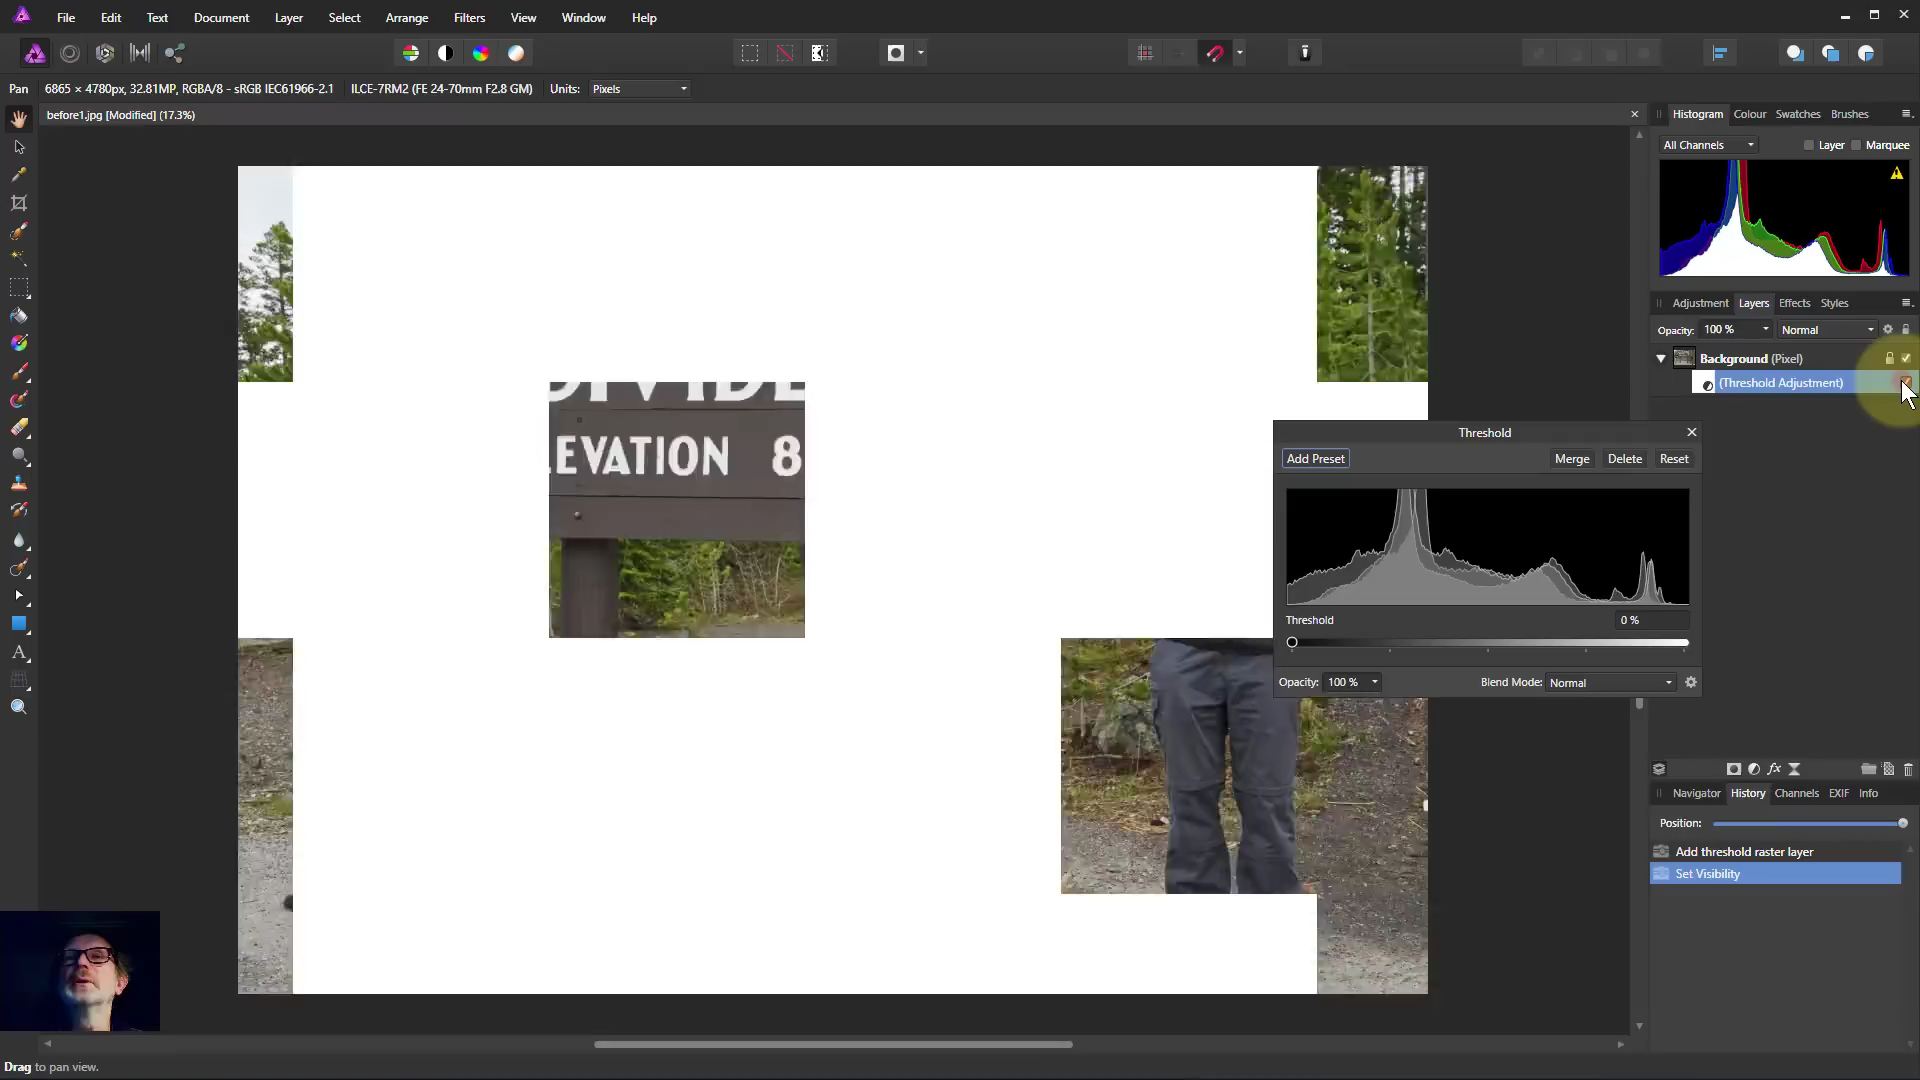 File Edit Text Document Layer Select Arrange Filters View Window Help
Pan 6865 × 4780px, 32.81MP, RGBA/8 - sRGB IEC61966-2.1 ILCE-7RM2 (FE 24-70mm F2.8 GM) Units: Pixels
before1.jpg [Modified] (17.3%)
Histogram Colour Swatches Brushes
All Channels Layer Marquee
Adjustment Layers Effects Styles
Opacity: 100 % Normal
Background (Pixel)
(Threshold Adjustment)
DIVIDE
EVATION 8
Threshold
Add Preset Merge Delete Reset
Threshold 0 %
Opacity: 100 % Blend Mode: Normal
fx
Navigator History Channels EXIF Info
Position:
Add threshold raster layer
Set Visibility
A
Drag to pan view.